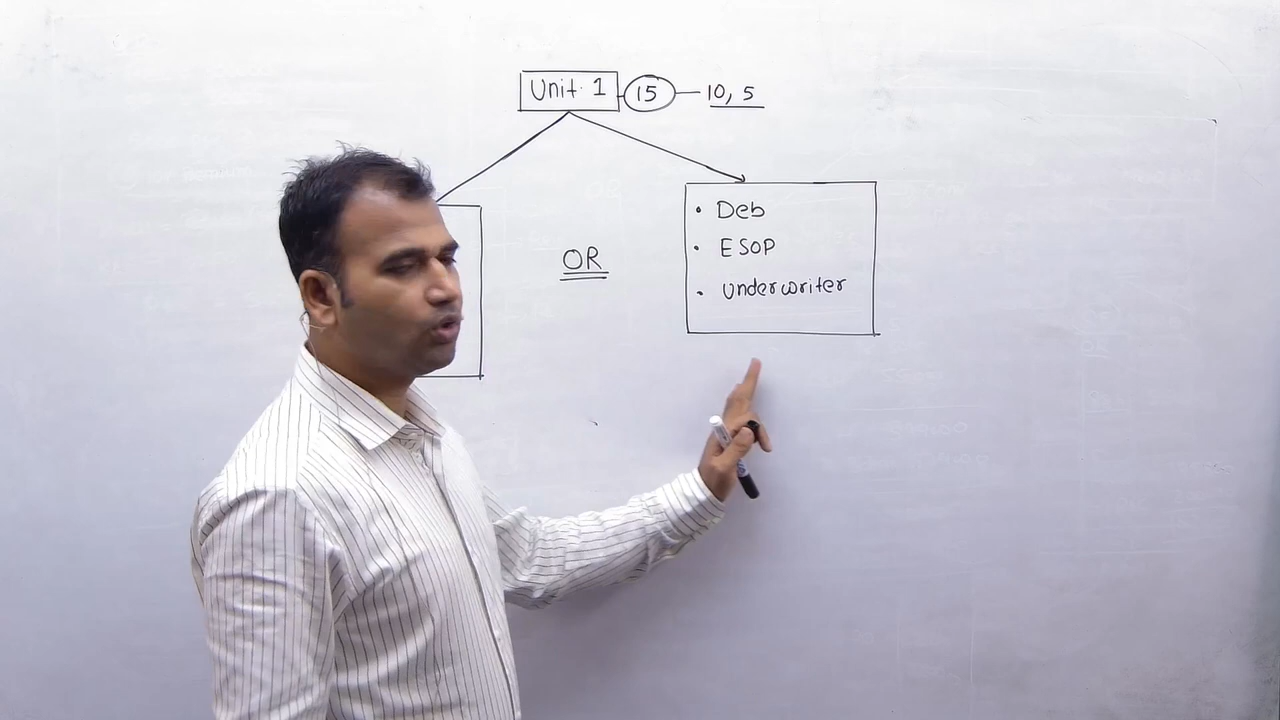 Unit. 1 15 — 10, 5
OR
• Deb
• ESOP
• Underwriter